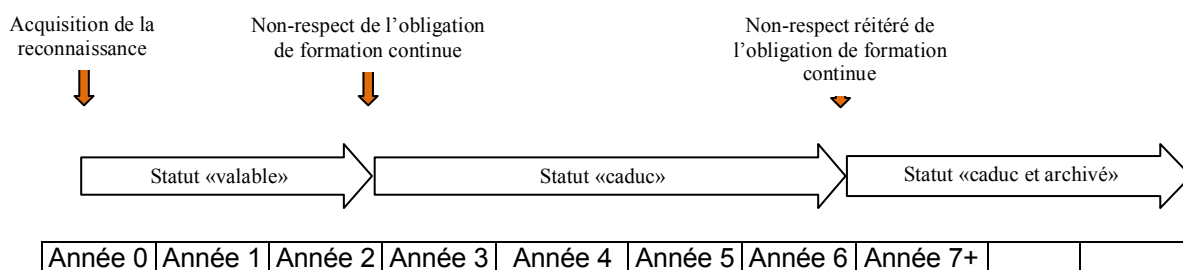 Acquisition de la
reconnaissance
Non-respect de l'obligation
de formation continue
Non-respect réitéré de
l'obligation de formation
continue
Statut «valable»
Statut «caduc»
Statut «caduc et archivé»
Année 0 Année 1 Année 2 Année 3 Année 4 Année 5 Année 6 Année 7+